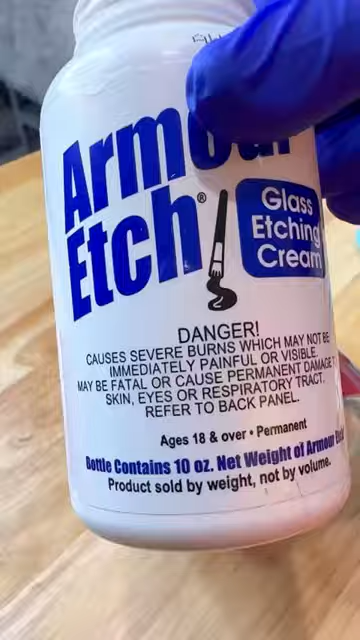 Armour
Etch®
Glass
Etching
Cream
DANGER!
CAUSES SEVERE BURNS WHICH MAY NOT BE
IMMEDIATELY PAINFUL OR VISIBLE.
MAY BE FATAL OR CAUSE PERMANENT DAMAGE
SKIN, EYES OR RESPIRATORY TRACT.
REFER TO BACK PANEL.
Ages 18 & over • Permanent
Bottle Contains 10 oz. Net Weight of Armour
Product sold by weight, not by volume.